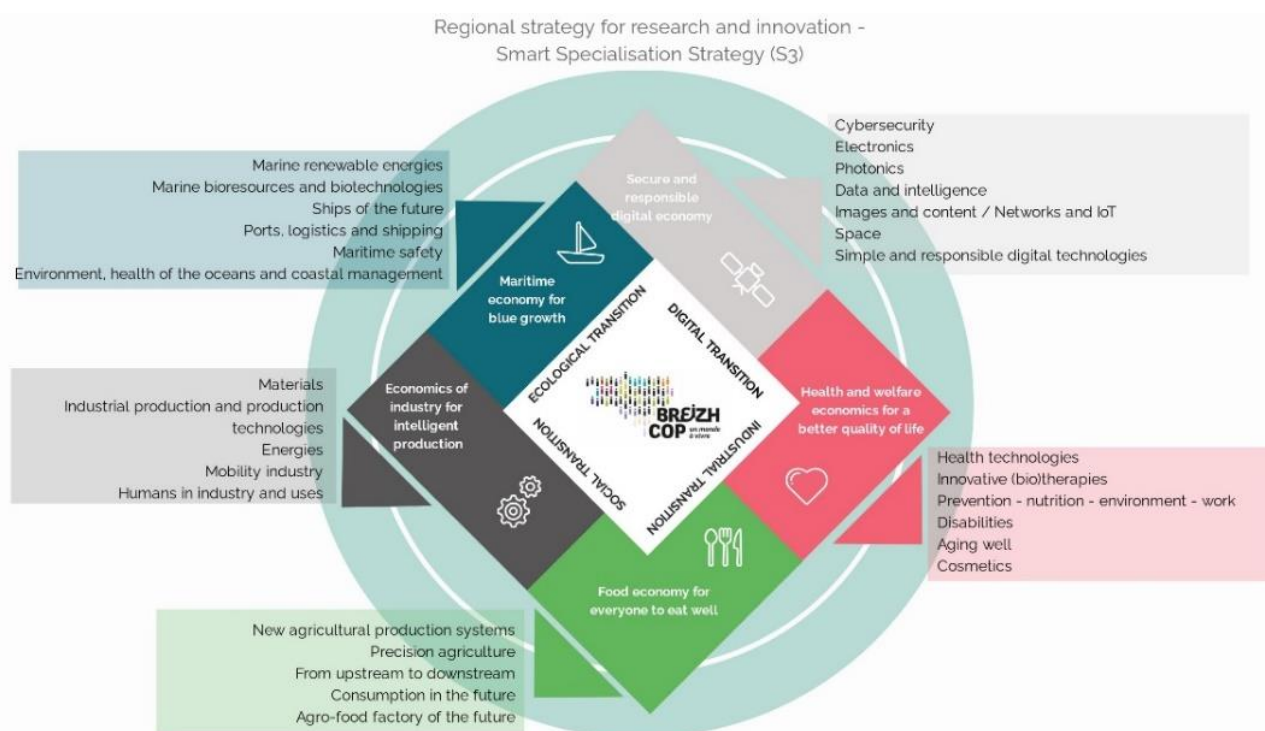 Regional strategy for research and innovation -
Smart Specialisation Strategy (S3)
Marine renewable energies
Marine bioresources and biotechnologies
Ships of the future
Ports, logistics and shipping
Maritime safety
Environment, health of the oceans and coastal management
Maritime
economy for
blue growth
Secure and
responsible
digital economy
Cybersecurity
Electronics
Photonics
Data and intelligence
Images and content / Networks and IoT
Space
Simple and responsible digital technologies
ECOLOGICAL TRANSITION
DIGITAL TRANSITION
SOCIAL TRANSITION
INDUSTRIAL TRANSITION
BREIZH
COP un monde
à vivre
Materials
Industrial production and production
technologies
Energies
Mobility industry
Humans in industry and uses
Economics of
industry for
intelligent
production
Health and welfare
economics for a
better quality of life
Health technologies
Innovative (bio)therapies
Prevention - nutrition - environment - work
Disabilities
Aging well
Cosmetics
Food economy for
everyone to eat well
New agricultural production systems
Precision agriculture
From upstream to downstream
Consumption in the future
Agro-food factory of the future